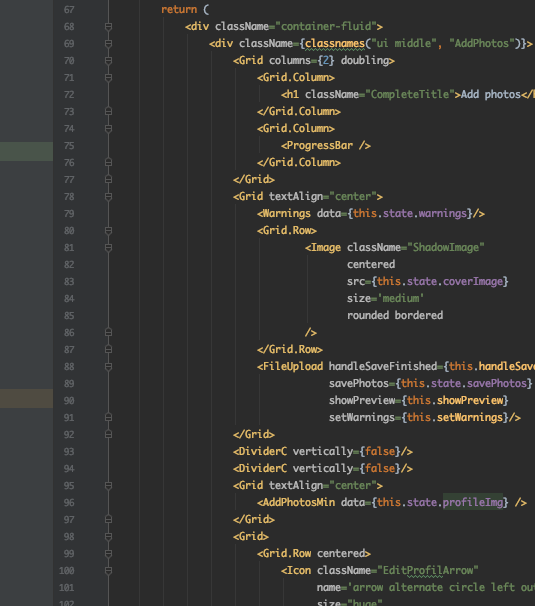 67 return (
68 <div className="container-fluid">
69 <div className={classnames("ui middle", "AddPhotos")}>
70 <Grid columns={2} doubling>
71 <Grid.Column>
72 <h1 className="CompleteTitle">Add photos</h
73 </Grid.Column>
74 <Grid.Column>
75 <ProgressBar />
76 </Grid.Column>
77 </Grid>
78 <Grid textAlign="center">
79 <Warnings data={this.state.warnings}/>
80 <Grid.Row>
81 <Image className="ShadowImage"
82 centered
83 src={this.state.coverImage}
84 size='medium'
85 rounded bordered
86 />
87 </Grid.Row>
88 <FileUpload handleSaveFinished={this.handleSave
89 savePhotos={this.state.savePhotos}
90 showPreview={this.showPreview}
91 setWarnings={this.setWarnings}/>
92 </Grid>
93 <DividerC vertically={false}/>
94 <DividerC vertically={false}/>
95 <Grid textAlign="center">
96 <AddPhotosMin data={this.state.profileImg} />
97 </Grid>
98 <Grid>
99 <Grid.Row centered>
100 <Icon className="EditProfilArrow"
101 name='arrow alternate circle left ou
102 size="huge"